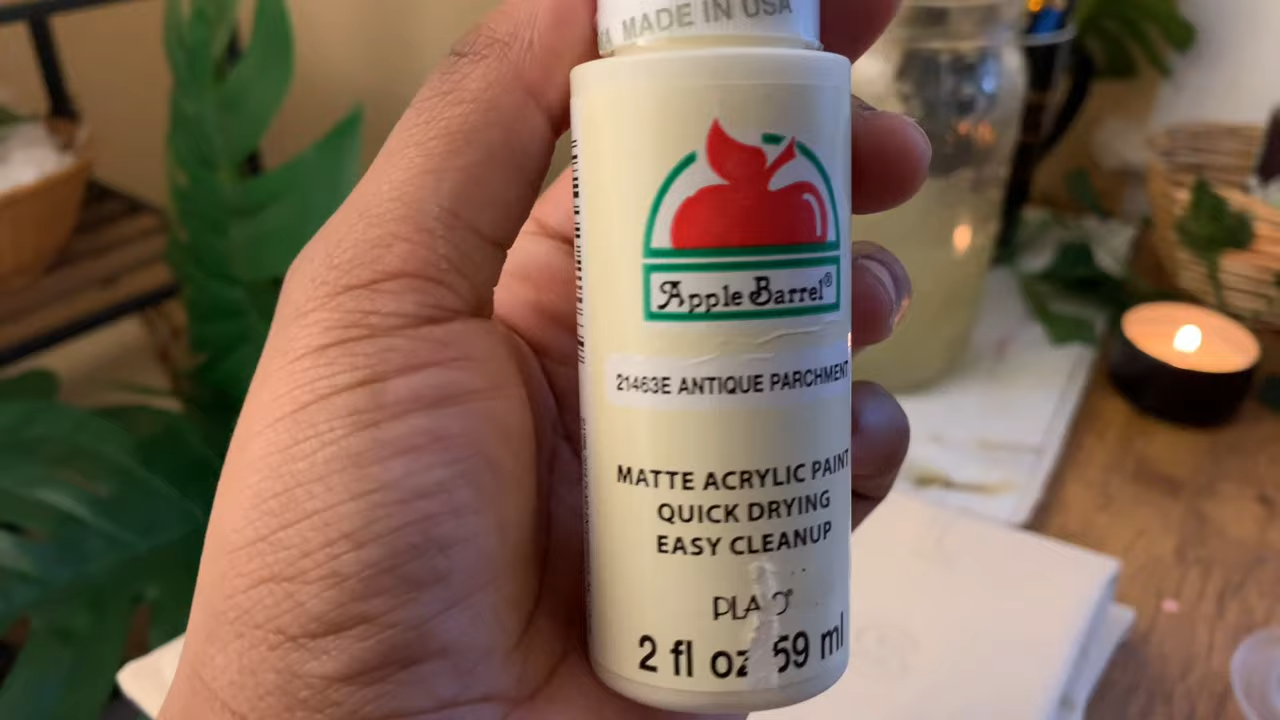 MADE IN USA
Apple Barrel®
21463E ANTIQUE PARCHMENT
MATTE ACRYLIC PAINT
QUICK DRYING
EASY CLEANUP
2 fl oz 59 ml